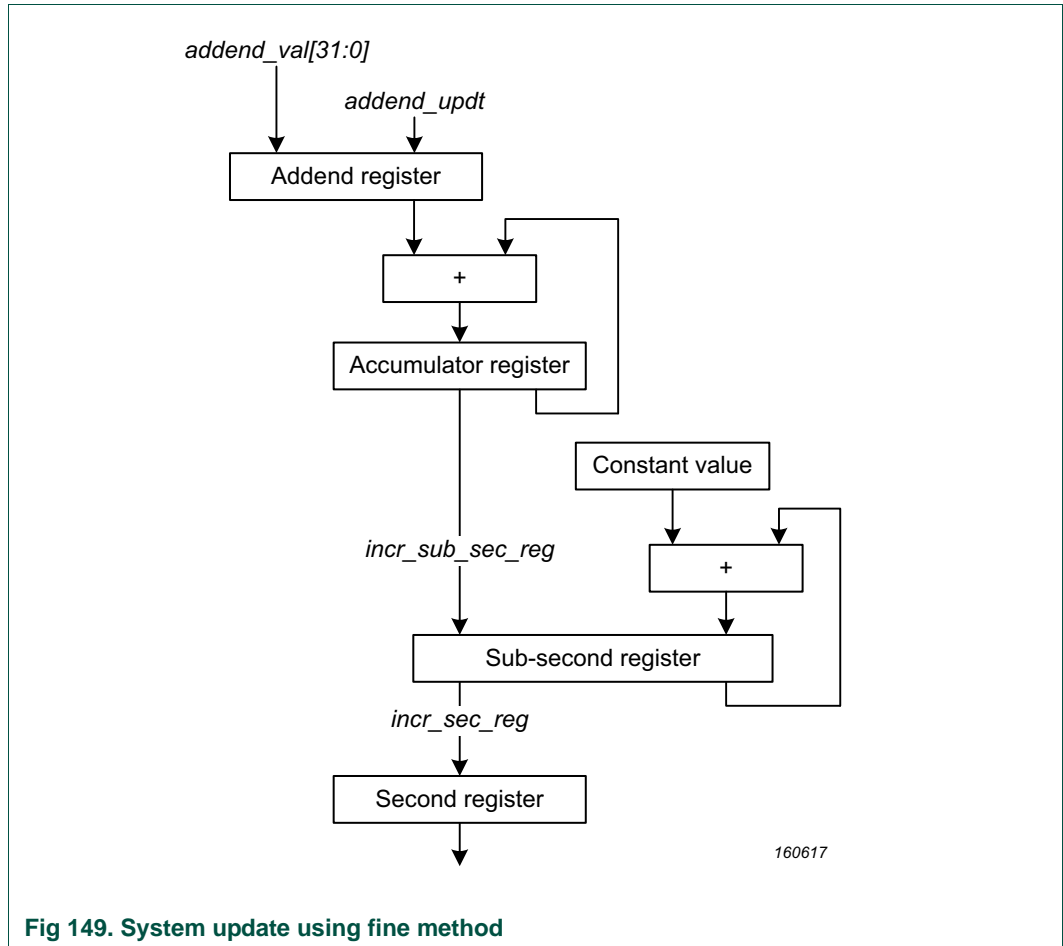 addend_val[31:0]
addend_updt
Addend register
+
Accumulator register
Constant value
incr_sub_sec_reg
+
Sub-second register
incr_sec_reg
Second register
160617
Fig 149. System update using fine method